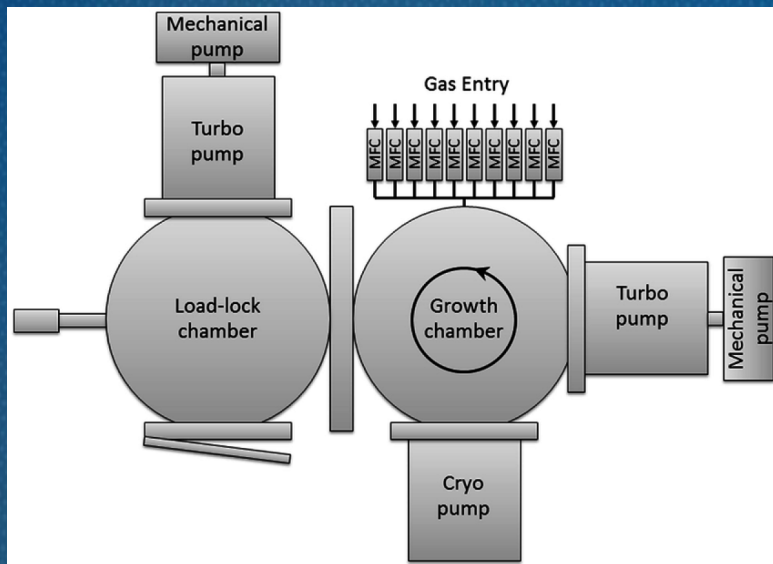 Mechanical
pump
Turbo
pump
Gas Entry
MFC
MFC
MFC
MFC
MFC
MFC
MFC
MFC
MFC
MFC
Load-lock
chamber
Growth
chamber
Turbo
pump
Mechanical
pump
Cryo
pump